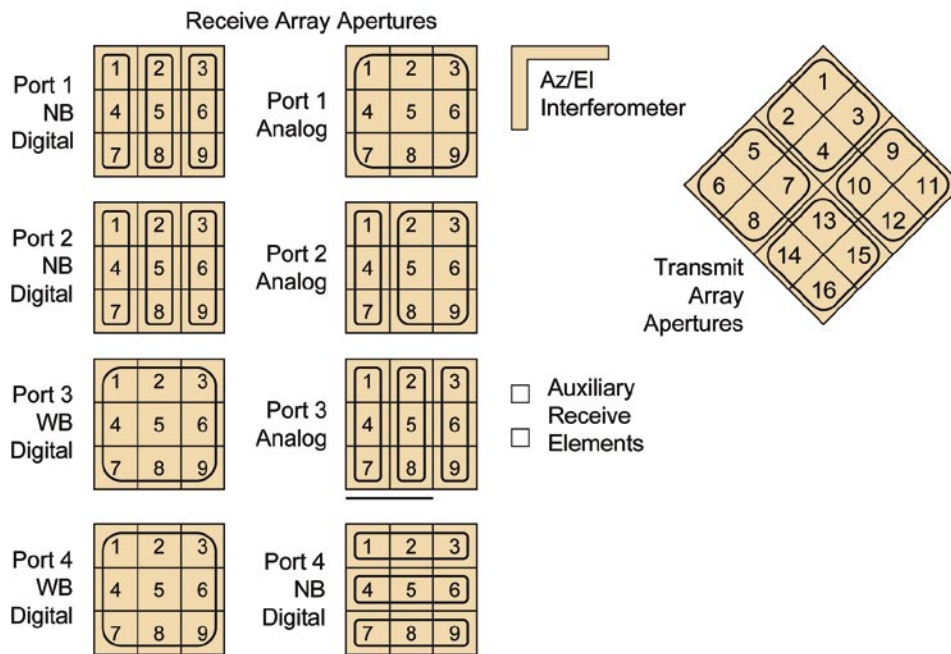 Receive Array Apertures
Port 1
NB
Digital
1 2 3
4 5 6
7 8 9
Port 1
Analog
1 2 3
4 5 6
7 8 9
Az/El
Interferometer
Port 2
NB
Digital
1 2 3
4 5 6
7 8 9
Port 2
Analog
1 2 3
4 5 6
7 8 9
1
2 3
5 4 9
6 7 10 11
8 13 12
14 15
16
Transmit
Array
Apertures
Port 3
WB
Digital
1 2 3
4 5 6
7 8 9
Port 3
Analog
1 2 3
4 5 6
7 8 9
Auxiliary
Receive
Elements
Port 4
WB
Digital
1 2 3
4 5 6
7 8 9
Port 4
NB
Digital
1 2 3
4 5 6
7 8 9